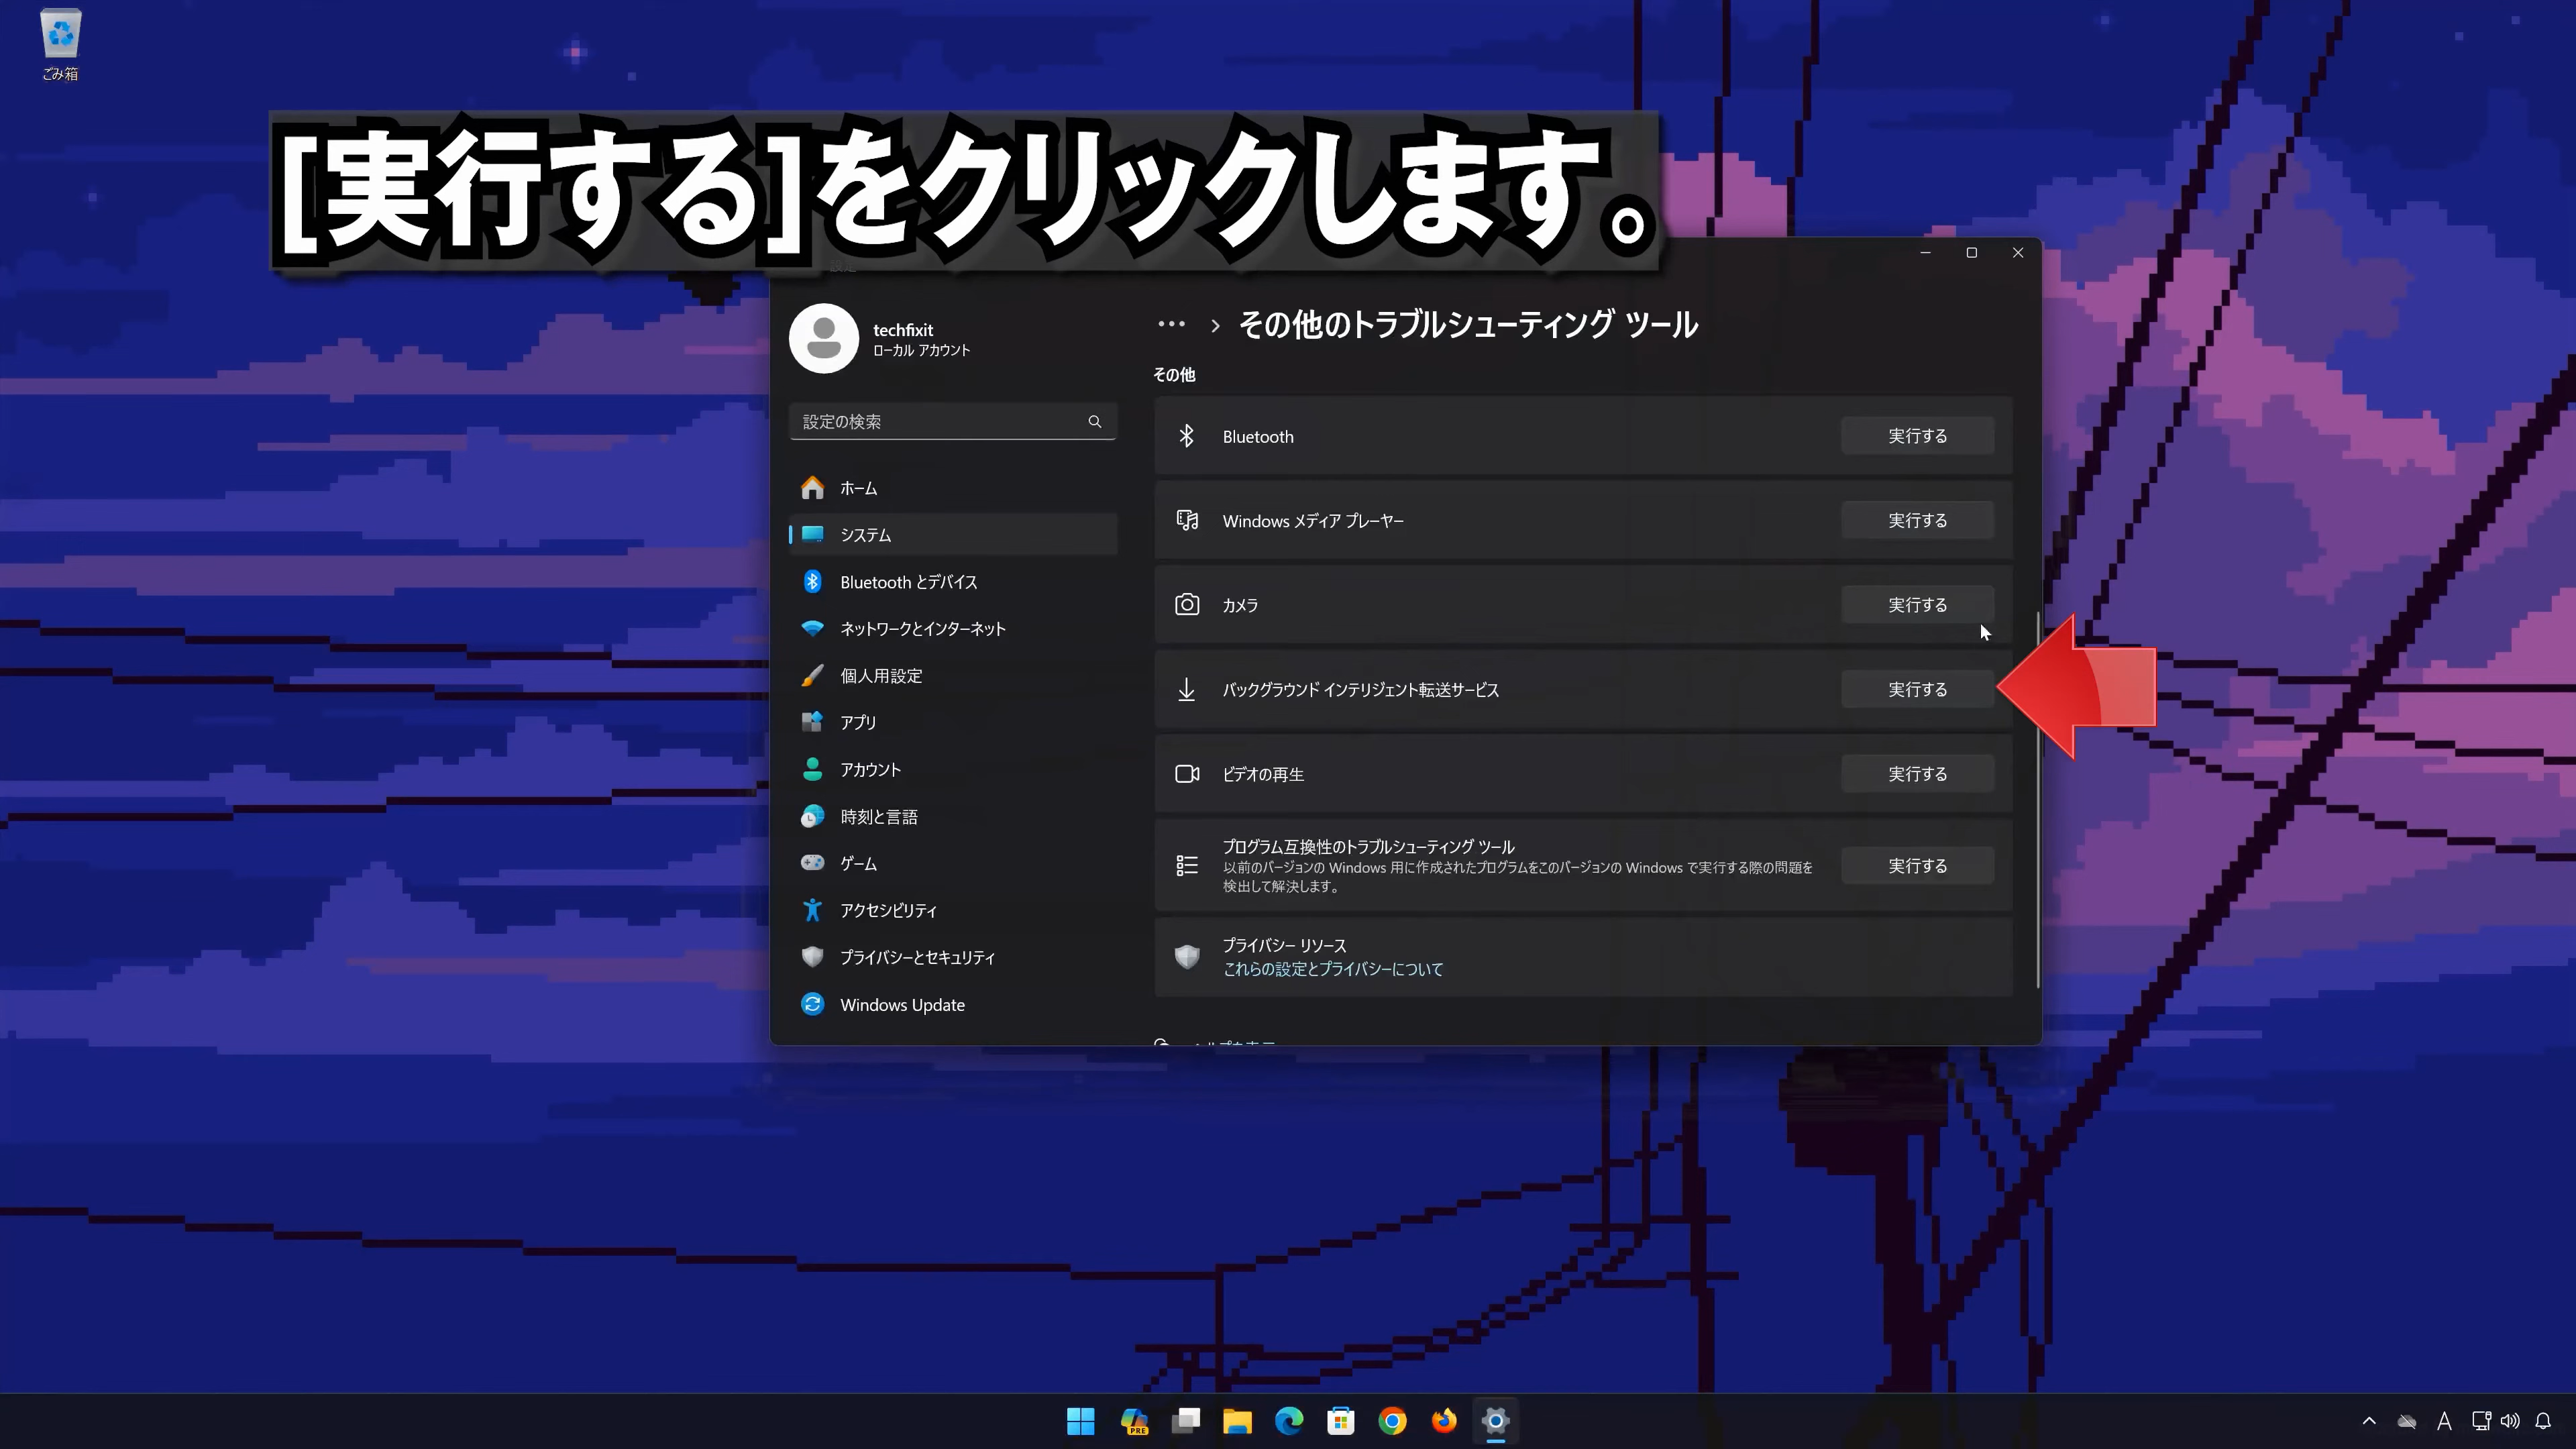 ごみ箱
[実行する]をクリックします。
設定
techfixit
ローカル アカウント
設定の検索
ホーム
システム
Bluetooth とデバイス
ネットワークとインターネット
個人用設定
アプリ
アカウント
時刻と言語
ゲーム
アクセシビリティ
プライバシーとセキュリティ
Windows Update
… › その他のトラブルシューティング ツール
その他
Bluetooth 実行する
Windows メディア プレーヤー 実行する
カメラ 実行する
バックグラウンド インテリジェント転送サービス 実行する
ビデオの再生 実行する
プログラム互換性のトラブルシューティング ツール
以前のバージョンの Windows 用に作成されたプログラムをこのバージョンの Windows で実行する際の問題を
検出して解決します。
実行する
プライバシー リソース
これらの設定とプライバシーについて
PRE
A